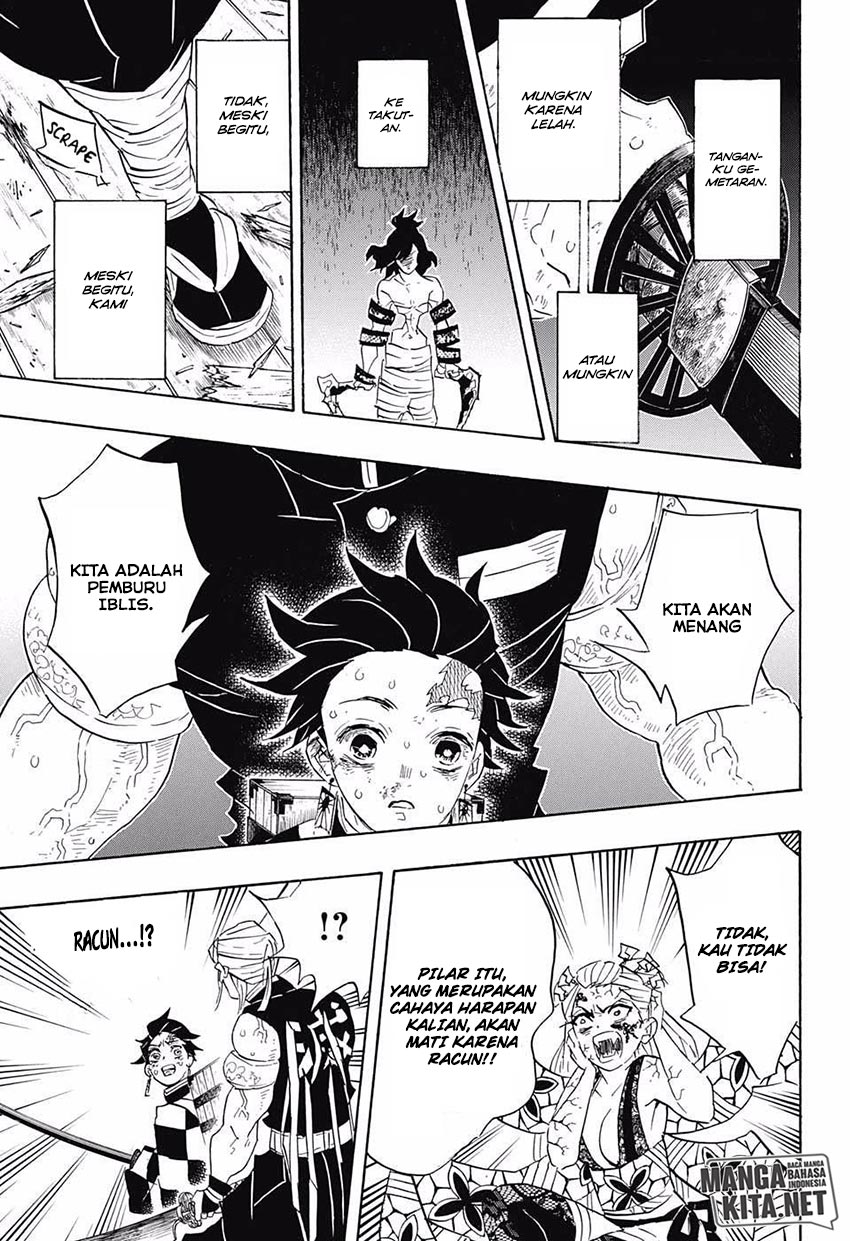 TANGAN-
KU GE-
METARAN.
MUNGKIN
KARENA
LELAH.
ATAU
MUNGKIN
KE
TAKUT-
AN.
TIDAK,
MESKI
BEGITU,
SCRAPE
MESKI
BEGITU,
KAMI
KITA AKAN
MENANG
KITA ADALAH
PEMBURU
IBLIS.
TIDAK,
KAU TIDAK
BISA!
PILAR ITU,
YANG MERUPAKAN
CAHAYA HARAPAN
KALIAN, AKAN
MATI KARENA
RACUN!!
!?
RACUN...!?
MANGA
BACA MANGA
BAHASA
INDONESIA
KITA.NET